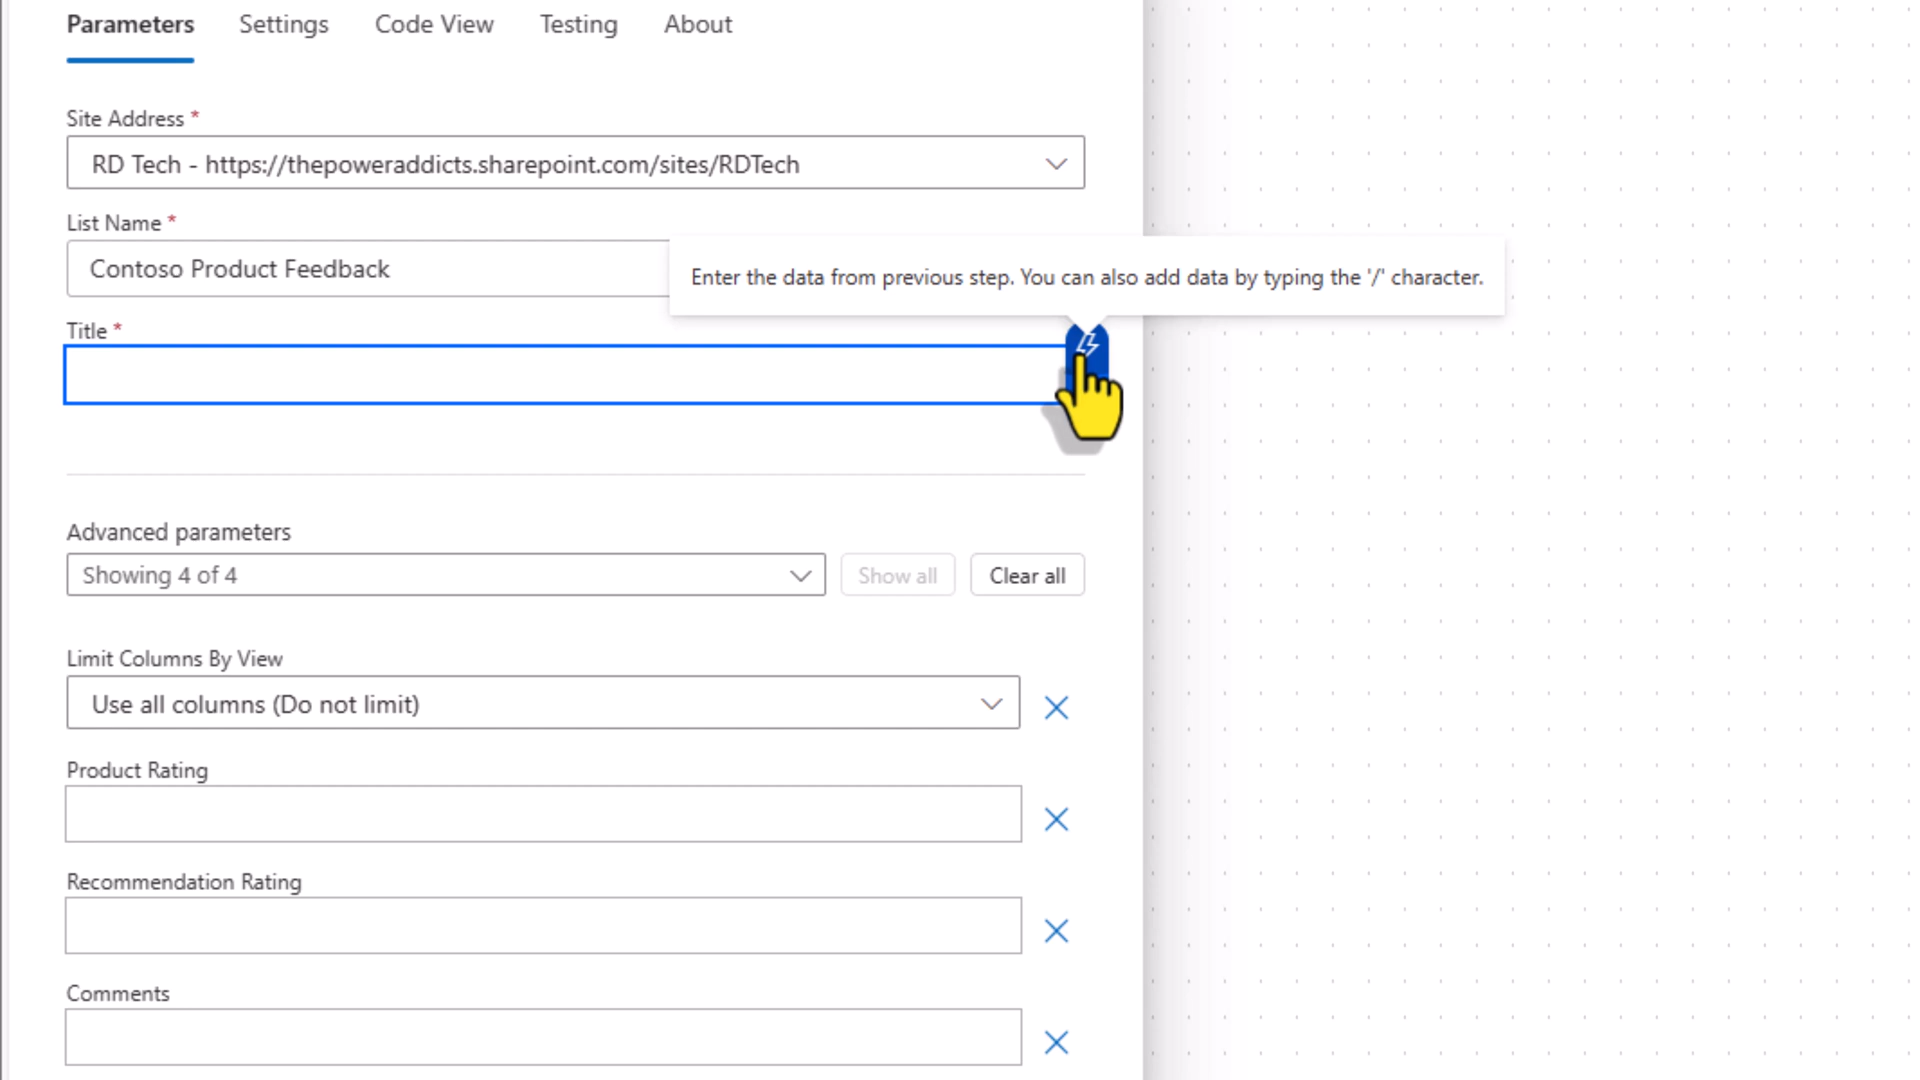 Parameters Settings Code View Testing About
Site Address *
RD Tech - https://thepoweraddicts.sharepoint.com/sites/RDTech
List Name *
Contoso Product Feedback
Enter the data from previous step. You can also add data by typing the '/' character.
Title *
Advanced parameters
Showing 4 of 4 Show all Clear all
Limit Columns By View
Use all columns (Do not limit)
Product Rating
Recommendation Rating
Comments